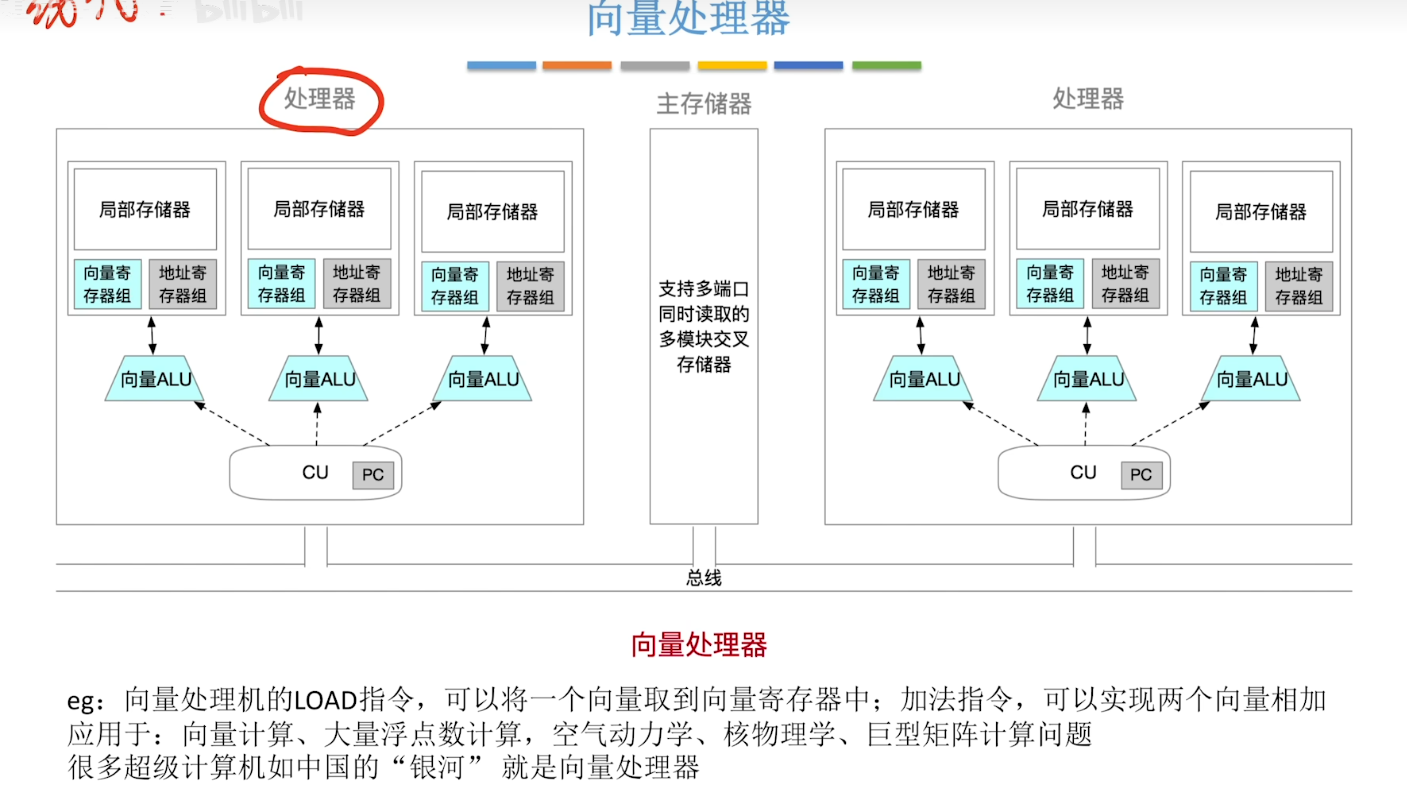 bilibili
向量处理器
处理器
主存储器
处理器
局部存储器
局部存储器
局部存储器
向量寄
存器组
地址寄
存器组
向量寄
存器组
地址寄
存器组
向量寄
存器组
地址寄
存器组
向量ALU
向量ALU
向量ALU
CU
PC
支持多端口
同时读取的
多模块交叉
存储器
局部存储器
局部存储器
局部存储器
向量寄
存器组
地址寄
存器组
向量寄
存器组
地址寄
存器组
向量寄
存器组
地址寄
存器组
向量ALU
向量ALU
向量ALU
CU
PC
总线
向量处理器
eg：向量处理机的LOAD指令，可以将一个向量取到向量寄存器中；加法指令，可以实现两个向量相加
应用于：向量计算、大量浮点数计算，空气动力学、核物理学、巨型矩阵计算问题
很多超级计算机如中国的“银河” 就是向量处理器